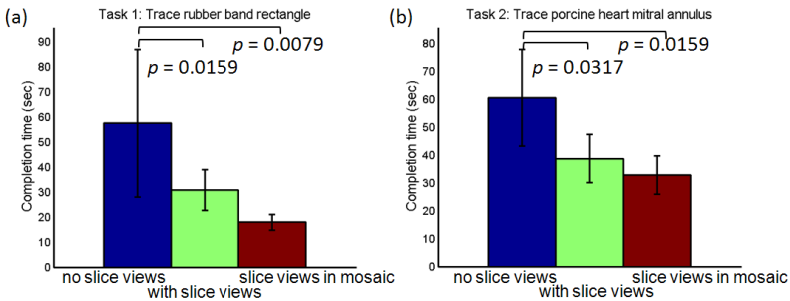 (a)
Task 1: Trace rubber band rectangle
p = 0.0079
p = 0.0159
Completion time (sec)
90
80
70
60
50
40
30
20
10
0
no slice views
with slice views
slice views in mosaic
(b)
Task 2: Trace porcine heart mitral annulus
p = 0.0159
p = 0.0317
Completion time (sec)
80
70
60
50
40
30
20
10
0
no slice views
with slice views
slice views in mosaic